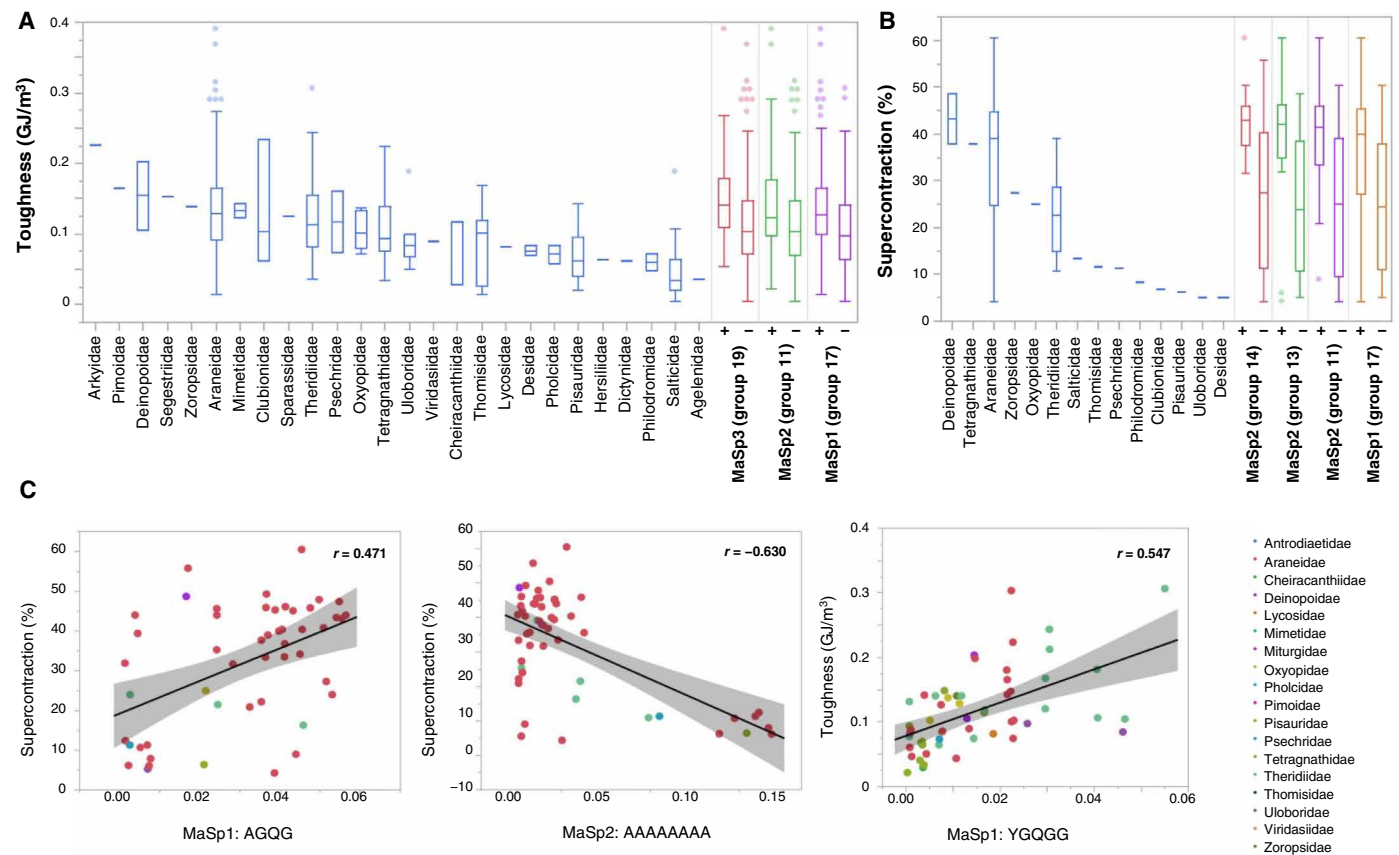 A
Toughness (GJ/m³)
0.4
0.3
0.2
0.1
0
Arkyidae
Pimoidae
Deinopoidae
Segestriidae
Zoropsidae
Araneidae
Mimetidae
Clubionidae
Sparassidae
Theridiidae
Psechridae
Oxyopidae
Tetragnathidae
Uloboridae
Viridasiidae
Cheiracanthiidae
Thomisidae
Lycosidae
Desidae
Pholcidae
Pisauridae
Hersiliidae
Dictynidae
Philodromidae
Salticidae
Agelenidae
+ −
MaSp3 (group 19)
+ −
MaSp2 (group 11)
+ −
MaSp1 (group 17)
B
Supercontraction (%)
60
50
40
30
20
10
0
Deinopoidae
Tetragnathidae
Araneidae
Zoropsidae
Oxyopidae
Theridiidae
Salticidae
Thomisidae
Psechridae
Philodromidae
Clubionidae
Pisauridae
Uloboridae
Desidae
+ −
MaSp2 (group 14)
+ −
MaSp2 (group 13)
+ −
MaSp2 (group 11)
+ −
MaSp1 (group 17)
C
Supercontraction (%)
60
50
40
30
20
10
0
r = 0.471
0.00 0.02 0.04 0.06
MaSp1: AGQG
Supercontraction (%)
60
50
40
30
20
10
0
−10
r = −0.630
0.00 0.05 0.10 0.15
MaSp2: AAAAAAAA
Toughness (GJ/m³)
0.4
0.3
0.2
0.1
0
r = 0.547
0.00 0.02 0.04 0.06
MaSp1: YGQGG
Antrodiaetidae
Araneidae
Cheiracanthiidae
Deinopoidae
Lycosidae
Mimetidae
Miturgidae
Oxyopidae
Pholcidae
Pimoidae
Pisauridae
Psechridae
Tetragnathidae
Theridiidae
Thomisidae
Uloboridae
Viridasiidae
Zoropsidae